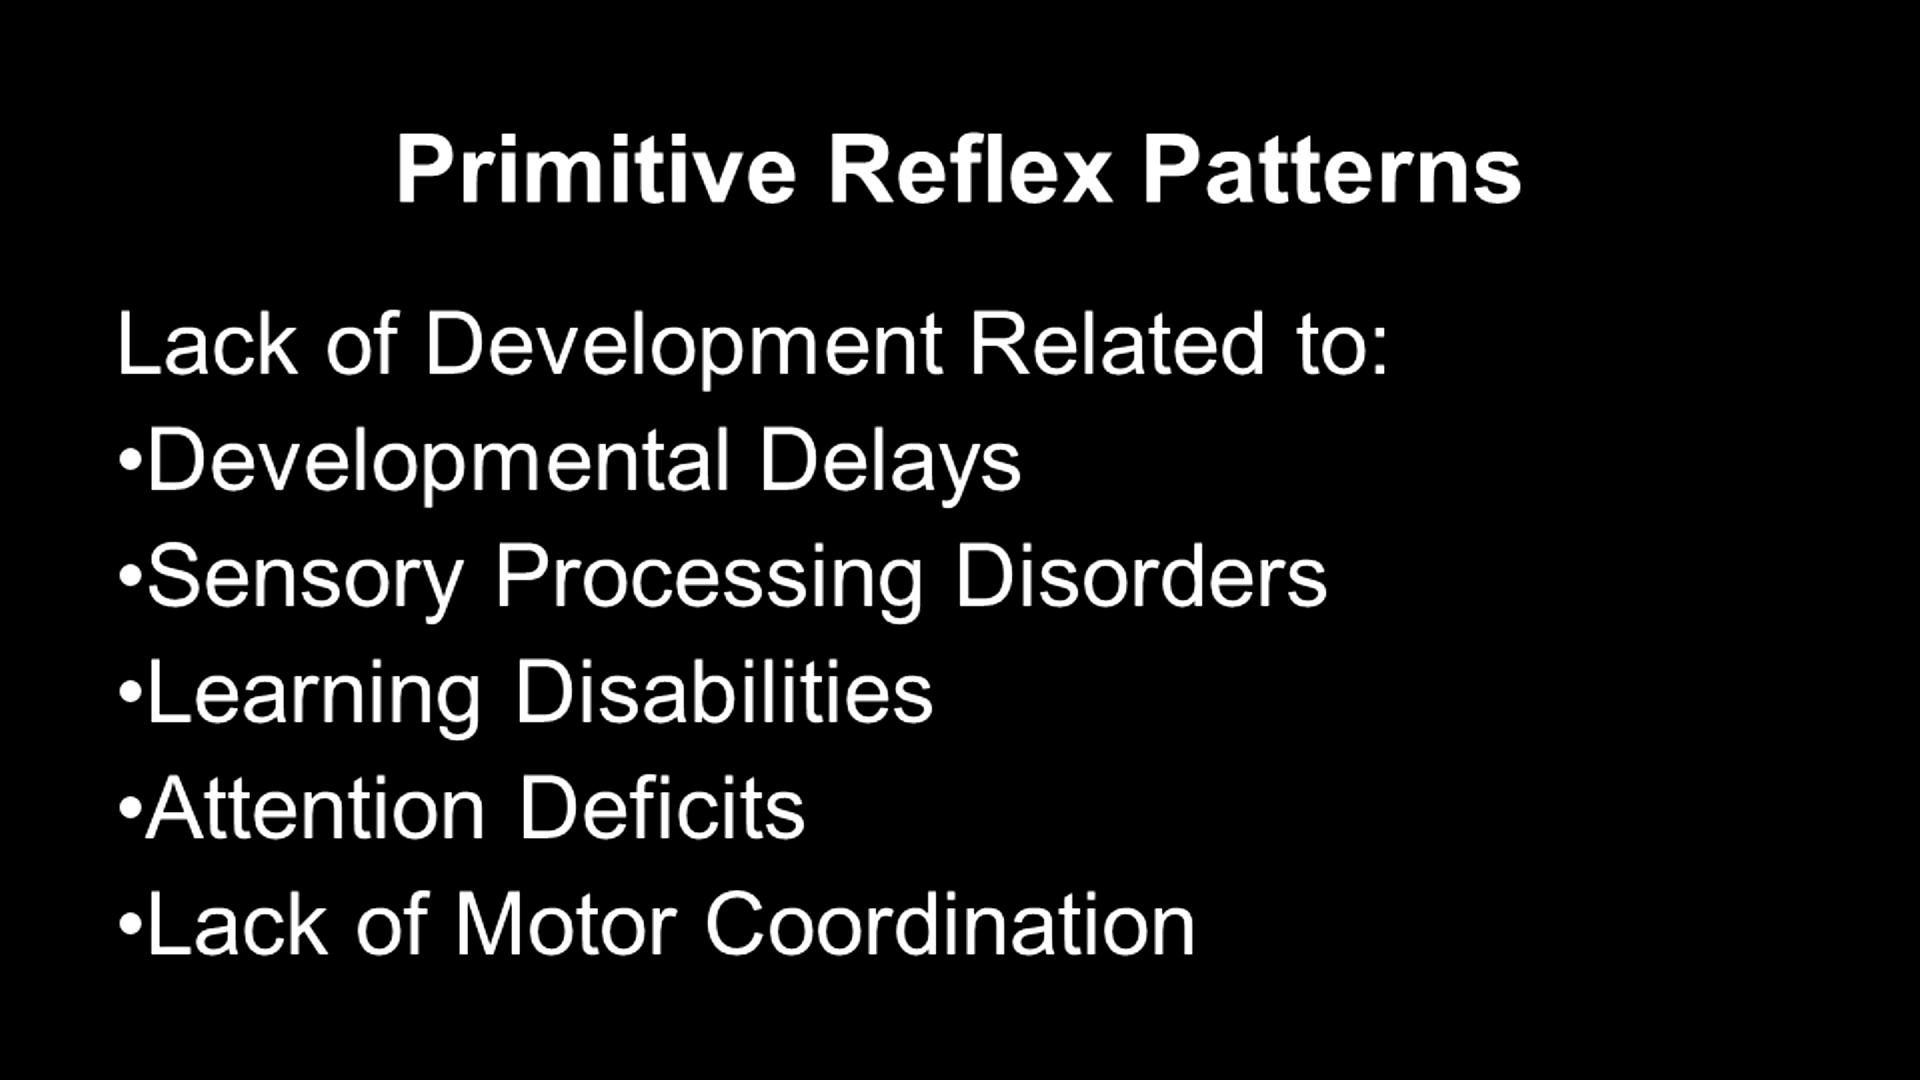 Primitive Reflex Patterns
Lack of Development Related to:
•Developmental Delays
•Sensory Processing Disorders
•Learning Disabilities
•Attention Deficits
•Lack of Motor Coordination